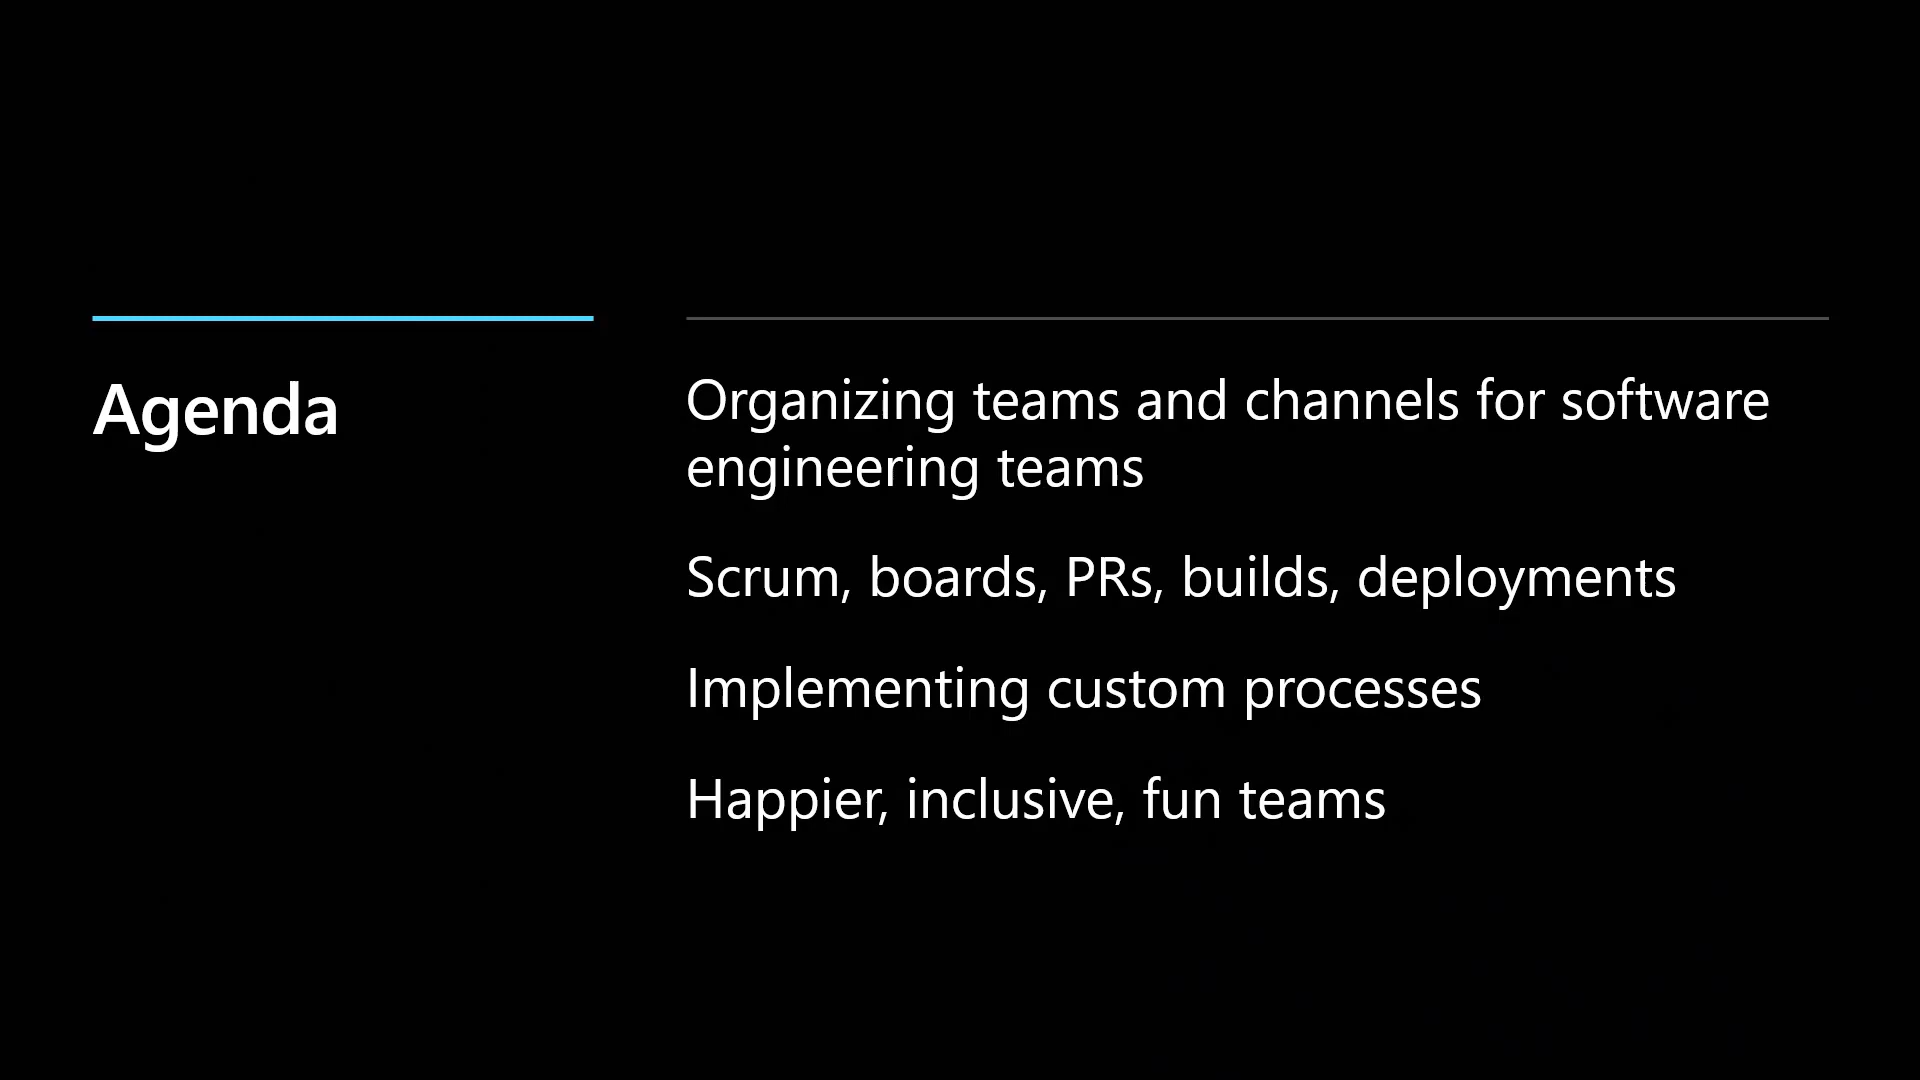 Agenda
Organizing teams and channels for software
engineering teams
Scrum, boards, PRs, builds, deployments
Implementing custom processes
Happier, inclusive, fun teams